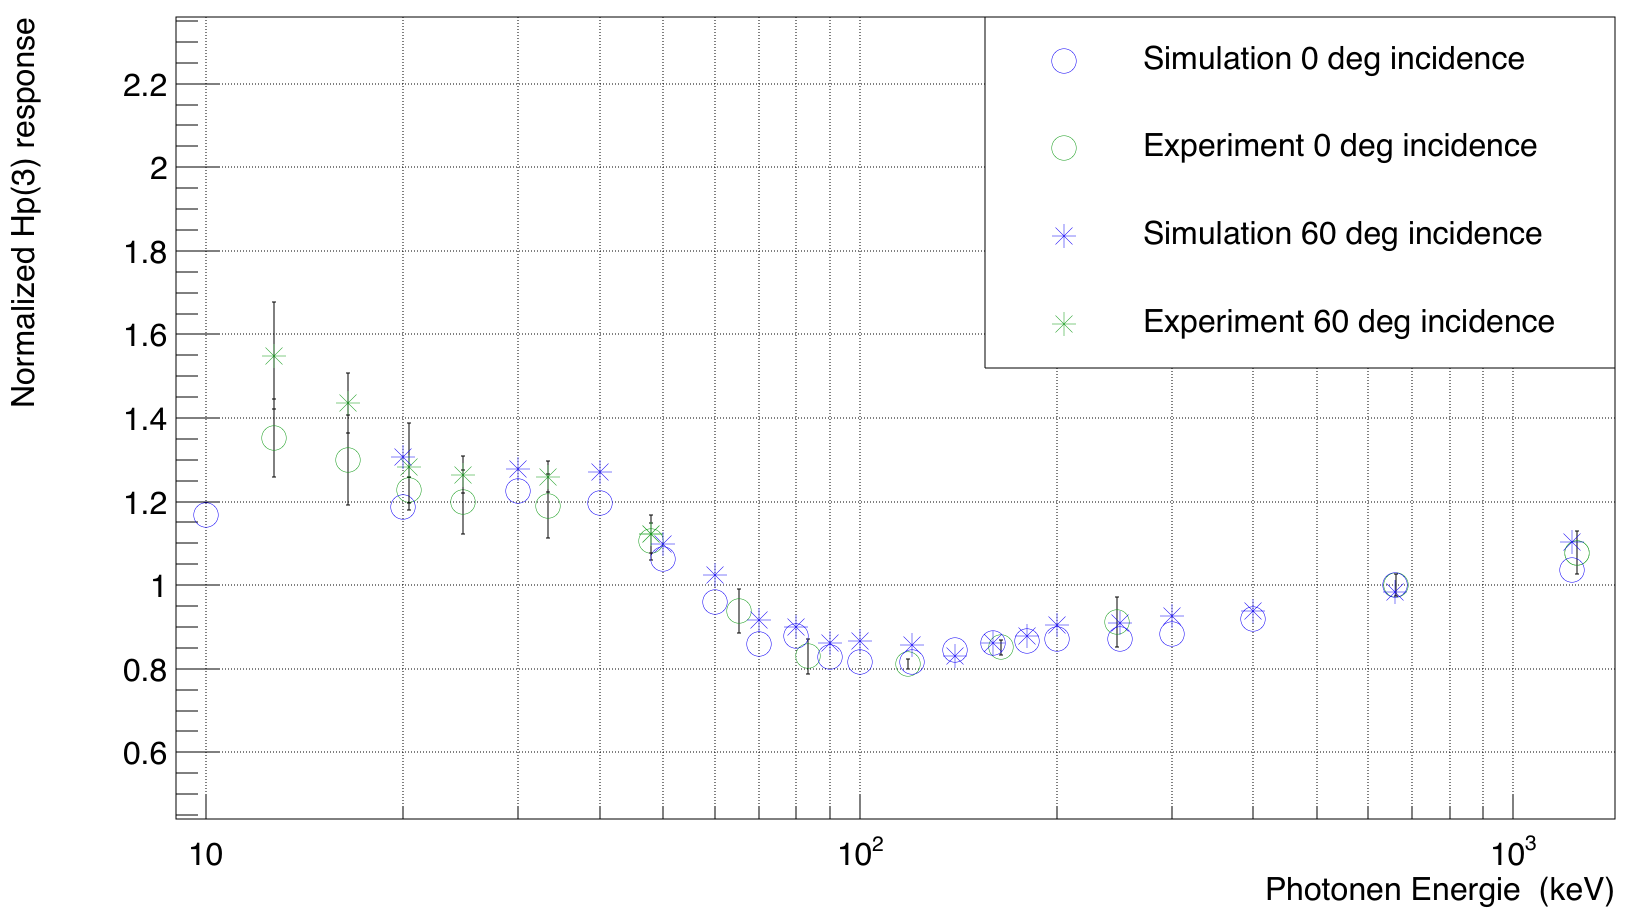 Normalized Hp(3) response
Simulation 0 deg incidence
Experiment 0 deg incidence
Simulation 60 deg incidence
Experiment 60 deg incidence
2.2
2
1.8
1.6
1.4
1.2
1
0.8
0.6
10
10²
10³
Photonen Energie (keV)